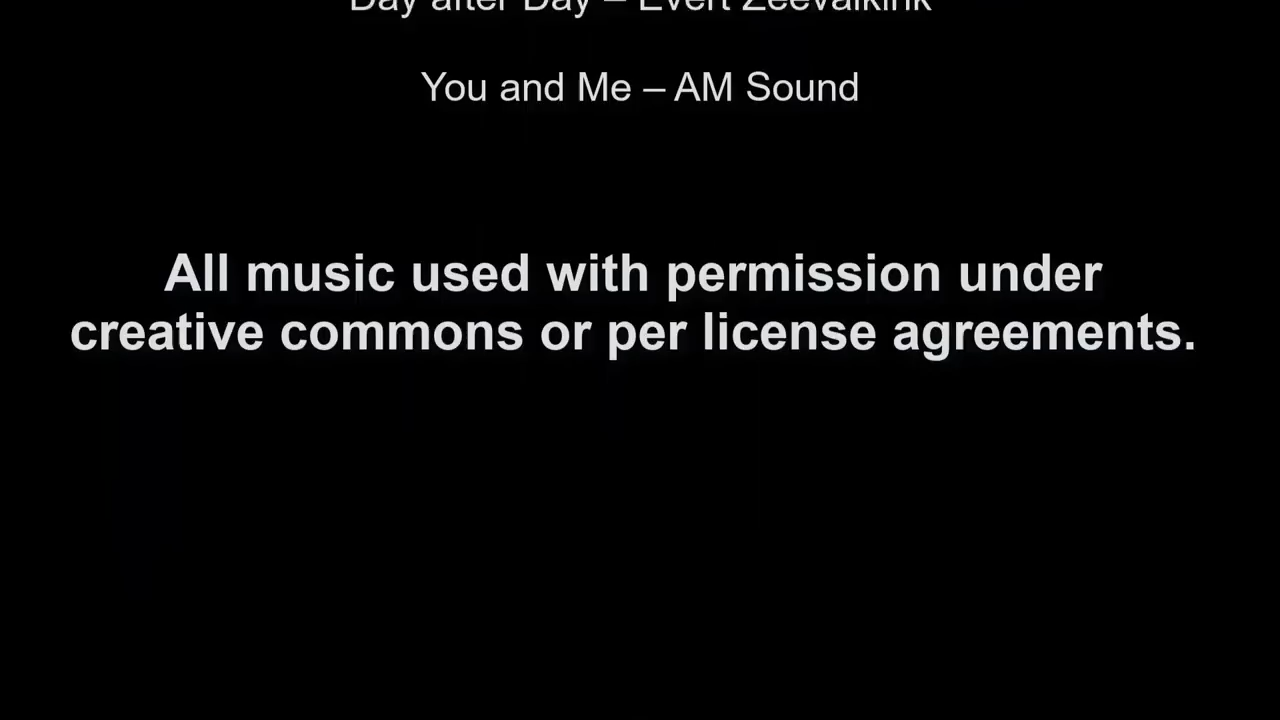 Day after Day – Evert Zeevalkink
You and Me – AM Sound
All music used with permission under
creative commons or per license agreements.